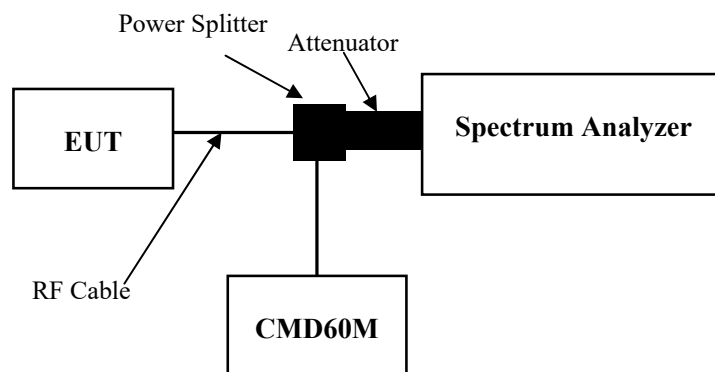 Power Splitter
Attenuator
EUT
Spectrum Analyzer
RF Cable
CMD60M